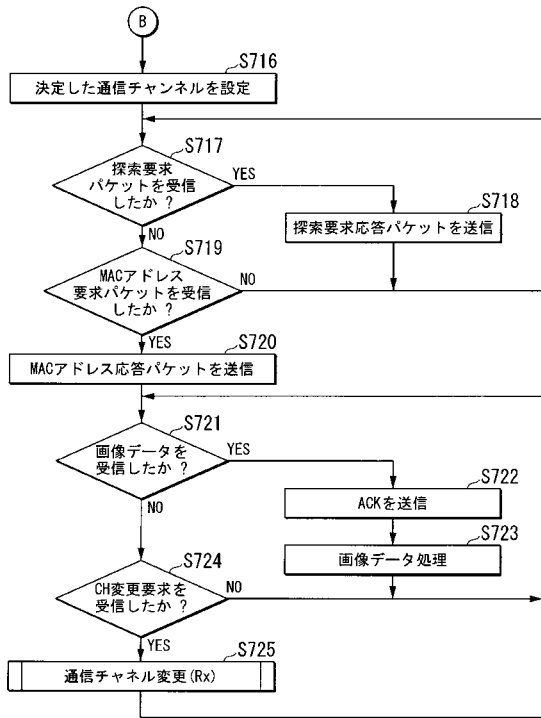 B
S716
決定した通信チャンネルを設定
S717
探索要求
パケットを受信
したか ?
YES
NO
S718
探索要求応答パケットを送信
S719
MACアドレス
要求パケットを受信
したか ?
NO
YES
S720
MACアドレス応答パケットを送信
S721
画像データを
受信したか ?
YES
NO
S722
ACKを送信
S723
画像データ処理
S724
CH変更要求を
受信したか ?
NO
YES
S725
通信チャネル変更(Rx)